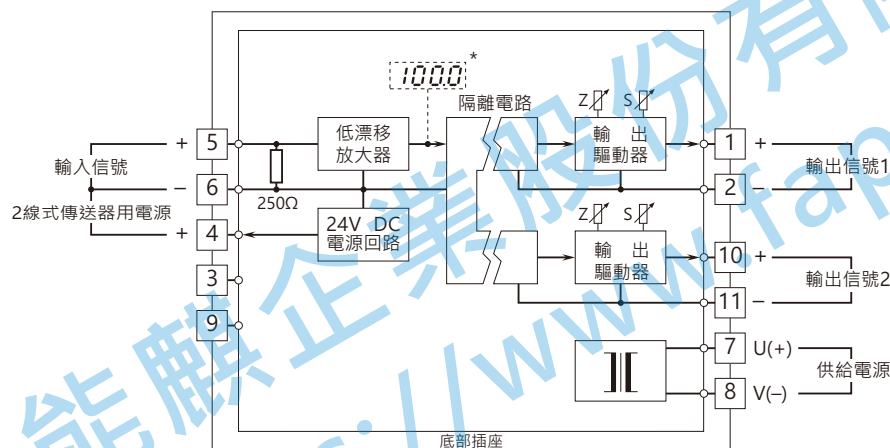 100.0 *
隔離電路
Z S
低漂移
放大器
輸 出
驅動器
+ 5
輸入信號
− 6
250Ω
2線式傳送器用電源
+ 4
24V DC
電源回路
3
9
1 +
輸出信號1
2 −
Z S
輸 出
驅動器
10 +
輸出信號2
11 −
7 U(+)
供給電源
8 V(−)
底部插座
能麒企業股份有
://www.fap